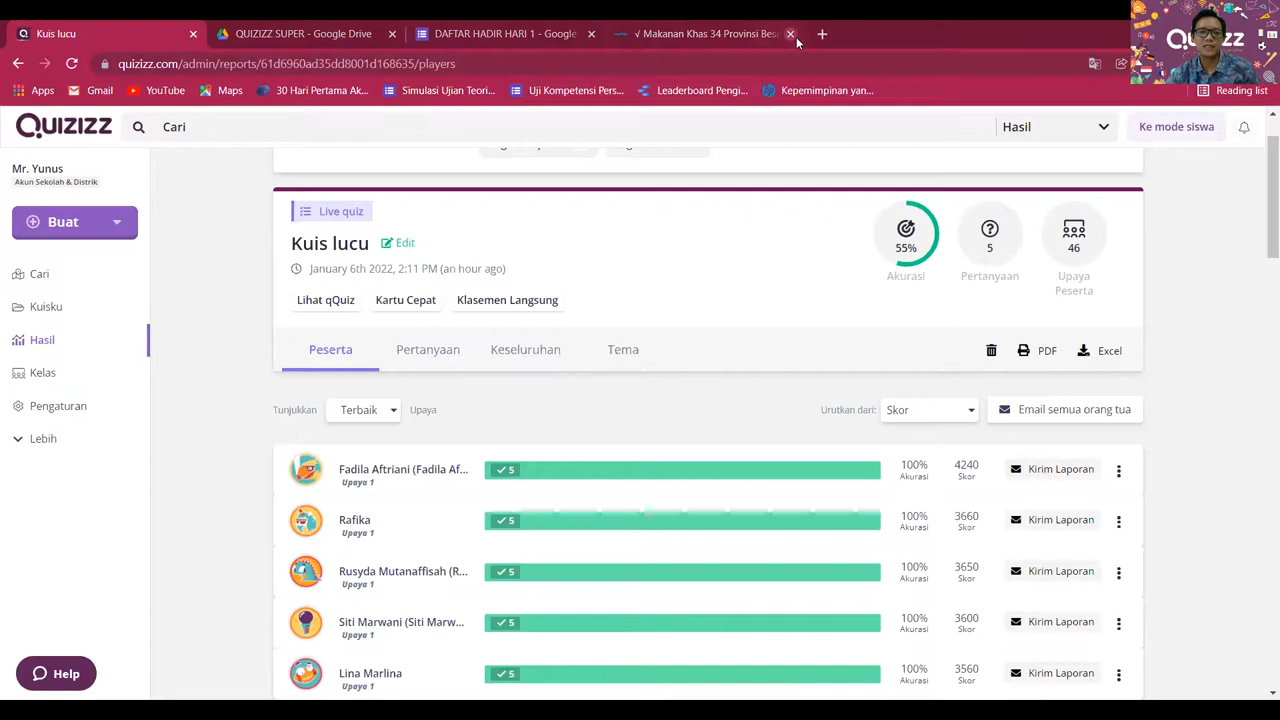 Kuis lucu
QUIZIZZ SUPER - Google Drive
DAFTAR HADIR HARI 1 - Google
√ Makanan Khas 34 Provinsi Bes
quizizz.com/admin/reports/61d6960ad35dd8001d168635/players
Apps
Gmail
YouTube
Maps
30 Hari Pertama Ak...
Simulasi Ujian Teori...
Uji Kompetensi Pers...
Leaderboard Pengi...
Kepemimpinan yan...
Reading list
QUIZIZZ
Cari
Hasil
Ke mode siswa
Mr. Yunus
Akun Sekolah & Distrik
Buat
Cari
Kuisku
Hasil
Kelas
Pengaturan
Lebih
Help
Live quiz
Kuis lucu
Edit
January 6th 2022, 2:11 PM (an hour ago)
Lihat qQuiz
Kartu Cepat
Klasemen Langsung
55%
Akurasi
5
Pertanyaan
46
Upaya
Peserta
Peserta
Pertanyaan
Keseluruhan
Tema
PDF
Excel
Tunjukkan
Terbaik
Upaya
Urutkan dari:
Skor
Email semua orang tua
Fadila Aftriani (Fadila Af...
Upaya 1
5
100%
Akurasi
4240
Skor
Kirim Laporan
Rafika
Upaya 1
5
100%
Akurasi
3660
Skor
Kirim Laporan
Rusyda Mutanaffisah (R...
Upaya 1
5
100%
Akurasi
3650
Skor
Kirim Laporan
Siti Marwani (Siti Marw...
Upaya 1
5
100%
Akurasi
3600
Skor
Kirim Laporan
Lina Marlina
Upaya 1
5
100%
Akurasi
3560
Skor
Kirim Laporan